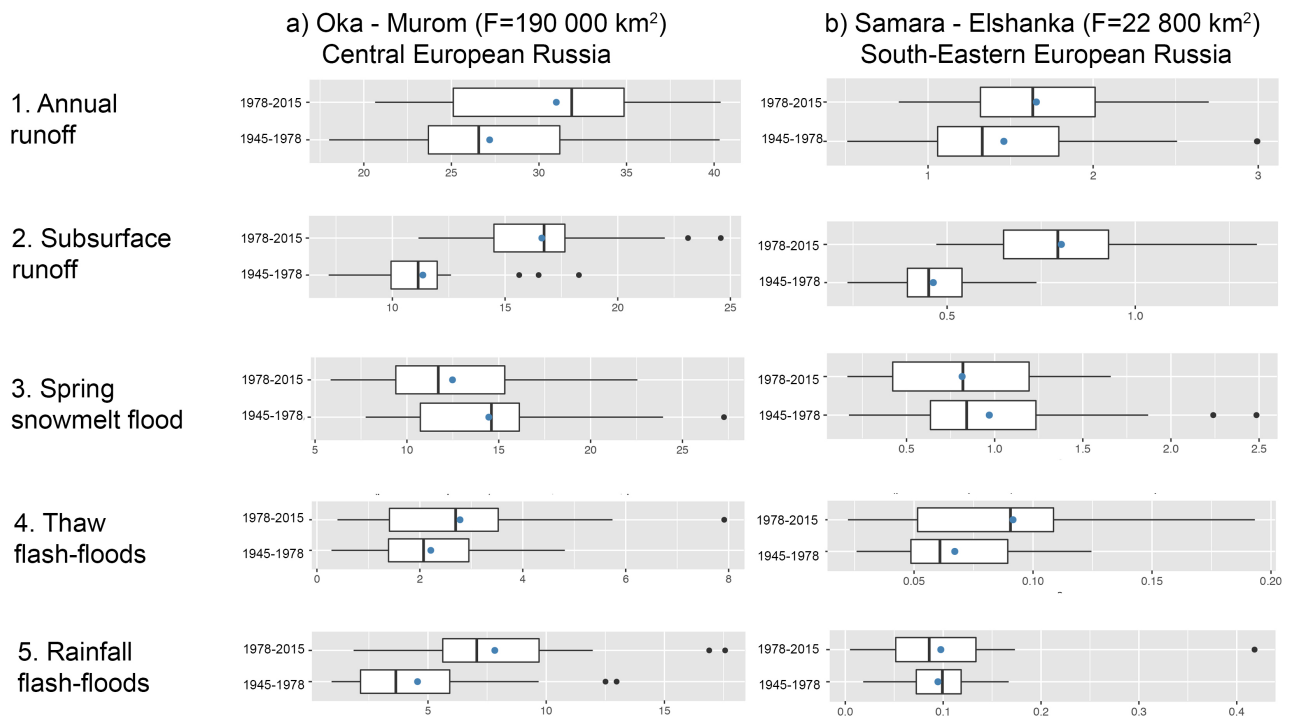 a) Oka - Murom (F=190 000 km²)
Central European Russia
b) Samara - Elshanka (F=22 800 km²)
South-Eastern European Russia
1. Annual
runoff
1978-2015
1945-1978
20 25 30 35 40
1978-2015
1945-1978
1 2 3
2. Subsurface
runoff
1978-2015
1945-1978
10 15 20 25
1978-2015
1945-1978
0.5 1.0
3. Spring
snowmelt flood
1978-2015
1945-1978
5 10 15 20 25
1978-2015
1945-1978
0.5 1.0 1.5 2.0 2.5
4. Thaw
flash-floods
1978-2015
1945-1978
0 2 4 6 8
1978-2015
1945-1978
0.05 0.10 0.15 0.20
5. Rainfall
flash-floods
1978-2015
1945-1978
5 10 15
1978-2015
1945-1978
0.0 0.1 0.2 0.3 0.4